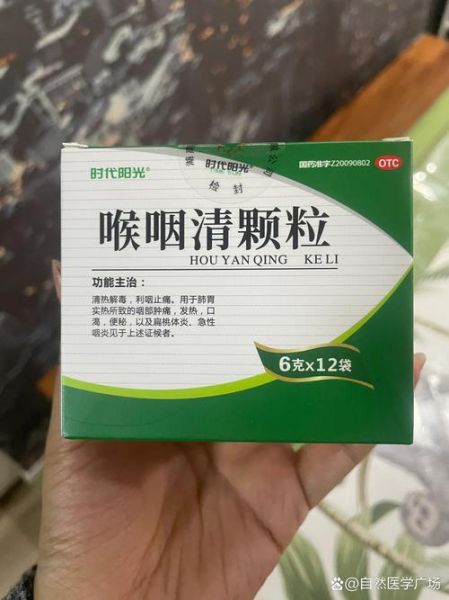 时代阳光®
国药准字Z20090802
OTC
时代阳光
检封
喉咽清颗粒
HOU YAN QING KE LI
功能主治：
清热解毒，利咽止痛。用于肺胃
实热所致的咽部肿痛，发热，口
渴，便秘，以及扁桃体炎、急性
咽炎见于上述证候者。
6克x12袋
@自然医学广场